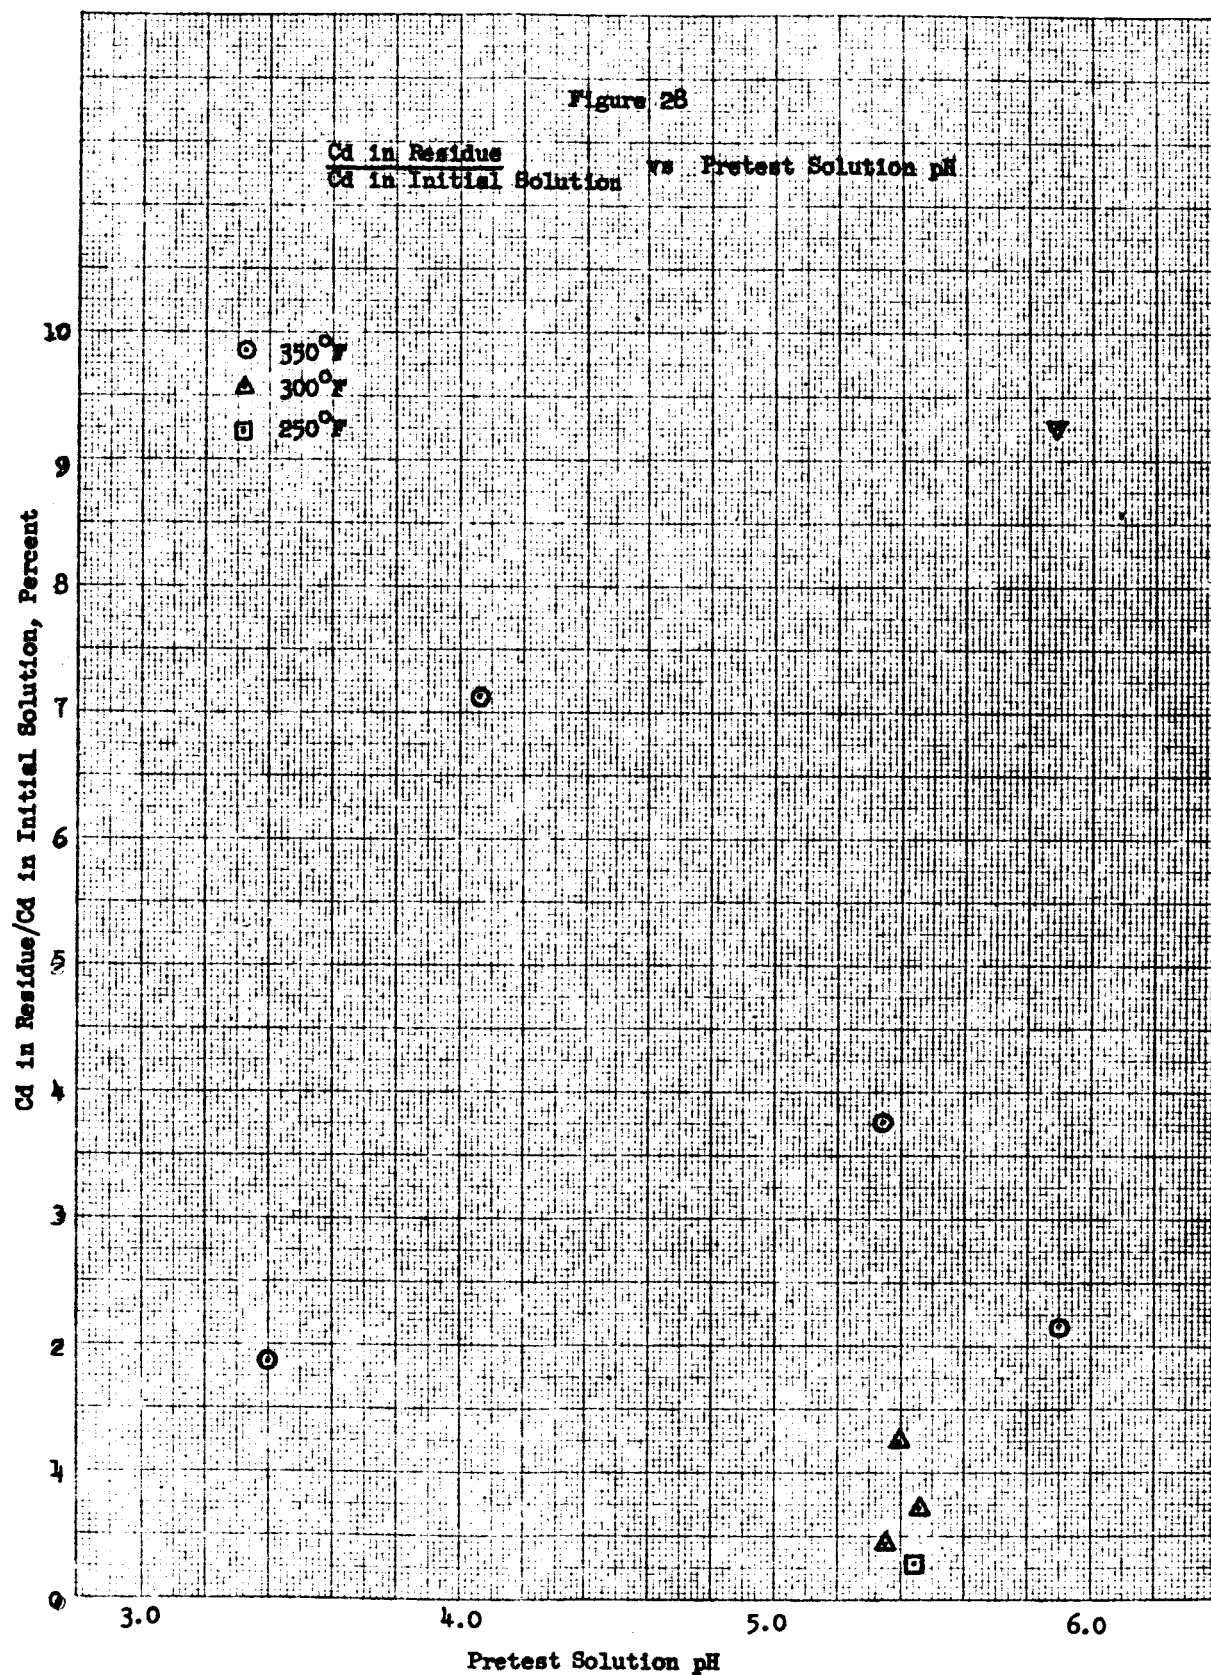 Figure 28
Cd in Residue
Cd in Initial Solution vs Pretest Solution pH
10
350°F
300°F
250°F
9
8
7
6
5
4
3
2
1
0
Cd in Residue/Cd in Initial Solution, Percent
3.0 4.0 5.0 6.0
Pretest Solution pH